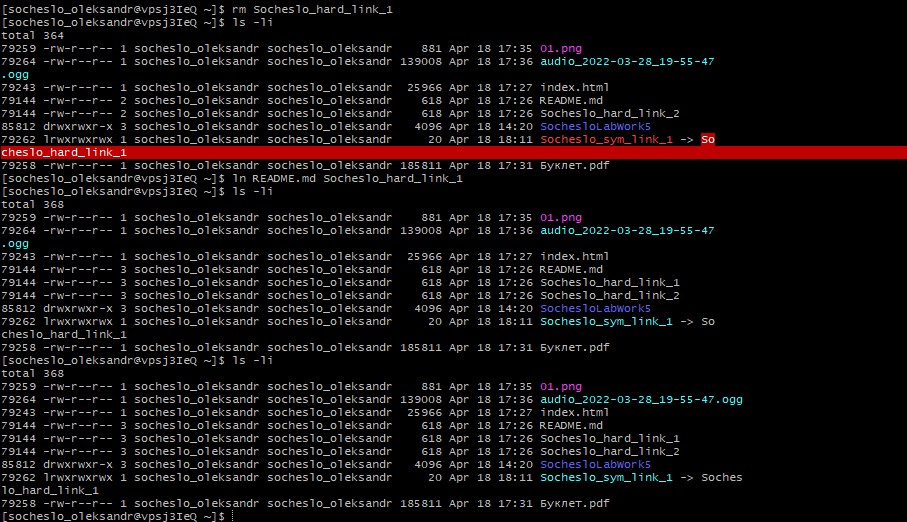 [socheslo_oleksandr@vpsj3IeQ ~]$ rm Socheslo_hard_link_1
[socheslo_oleksandr@vpsj3IeQ ~]$ ls -li
total 364
79259 -rw-r--r-- 1 socheslo_oleksandr socheslo_oleksandr    881 Apr 18 17:35 01.png
79264 -rw-r--r-- 1 socheslo_oleksandr socheslo_oleksandr 139008 Apr 18 17:36 audio_2022-03-28_19-55-47
.ogg
79243 -rw-r--r-- 1 socheslo_oleksandr socheslo_oleksandr  25966 Apr 18 17:27 index.html
79144 -rw-r--r-- 2 socheslo_oleksandr socheslo_oleksandr    618 Apr 18 17:26 README.md
79144 -rw-r--r-- 2 socheslo_oleksandr socheslo_oleksandr    618 Apr 18 17:26 Socheslo_hard_link_2
85812 drwxrwxr-x 3 socheslo_oleksandr socheslo_oleksandr   4096 Apr 18 14:20 SochesloLabWork5
79262 lrwxrwxrwx 1 socheslo_oleksandr socheslo_oleksandr     20 Apr 18 18:11 Socheslo_sym_link_1 -> So
cheslo_hard_link_1
79258 -rw-r--r-- 1 socheslo_oleksandr socheslo_oleksandr 185811 Apr 18 17:31 Буклет.pdf
[socheslo_oleksandr@vpsj3IeQ ~]$ ln README.md Socheslo_hard_link_1
[socheslo_oleksandr@vpsj3IeQ ~]$ ls -li
total 368
79259 -rw-r--r-- 1 socheslo_oleksandr socheslo_oleksandr    881 Apr 18 17:35 01.png
79264 -rw-r--r-- 1 socheslo_oleksandr socheslo_oleksandr 139008 Apr 18 17:36 audio_2022-03-28_19-55-47
.ogg
79243 -rw-r--r-- 1 socheslo_oleksandr socheslo_oleksandr  25966 Apr 18 17:27 index.html
79144 -rw-r--r-- 3 socheslo_oleksandr socheslo_oleksandr    618 Apr 18 17:26 README.md
79144 -rw-r--r-- 3 socheslo_oleksandr socheslo_oleksandr    618 Apr 18 17:26 Socheslo_hard_link_1
79144 -rw-r--r-- 3 socheslo_oleksandr socheslo_oleksandr    618 Apr 18 17:26 Socheslo_hard_link_2
85812 drwxrwxr-x 3 socheslo_oleksandr socheslo_oleksandr   4096 Apr 18 14:20 SochesloLabWork5
79262 lrwxrwxrwx 1 socheslo_oleksandr socheslo_oleksandr     20 Apr 18 18:11 Socheslo_sym_link_1 -> So
cheslo_hard_link_1
79258 -rw-r--r-- 1 socheslo_oleksandr socheslo_oleksandr 185811 Apr 18 17:31 Буклет.pdf
[socheslo_oleksandr@vpsj3IeQ ~]$ ls -li
total 368
79259 -rw-r--r-- 1 socheslo_oleksandr socheslo_oleksandr    881 Apr 18 17:35 01.png
79264 -rw-r--r-- 1 socheslo_oleksandr socheslo_oleksandr 139008 Apr 18 17:36 audio_2022-03-28_19-55-47.ogg
79243 -rw-r--r-- 1 socheslo_oleksandr socheslo_oleksandr  25966 Apr 18 17:27 index.html
79144 -rw-r--r-- 3 socheslo_oleksandr socheslo_oleksandr    618 Apr 18 17:26 README.md
79144 -rw-r--r-- 3 socheslo_oleksandr socheslo_oleksandr    618 Apr 18 17:26 Socheslo_hard_link_1
79144 -rw-r--r-- 3 socheslo_oleksandr socheslo_oleksandr    618 Apr 18 17:26 Socheslo_hard_link_2
85812 drwxrwxr-x 3 socheslo_oleksandr socheslo_oleksandr   4096 Apr 18 14:20 SochesloLabWork5
79262 lrwxrwxrwx 1 socheslo_oleksandr socheslo_oleksandr     20 Apr 18 18:11 Socheslo_sym_link_1 -> Soches
lo_hard_link_1
79258 -rw-r--r-- 1 socheslo_oleksandr socheslo_oleksandr 185811 Apr 18 17:31 Буклет.pdf
[socheslo_oleksandr@vpsj3IeQ ~]$